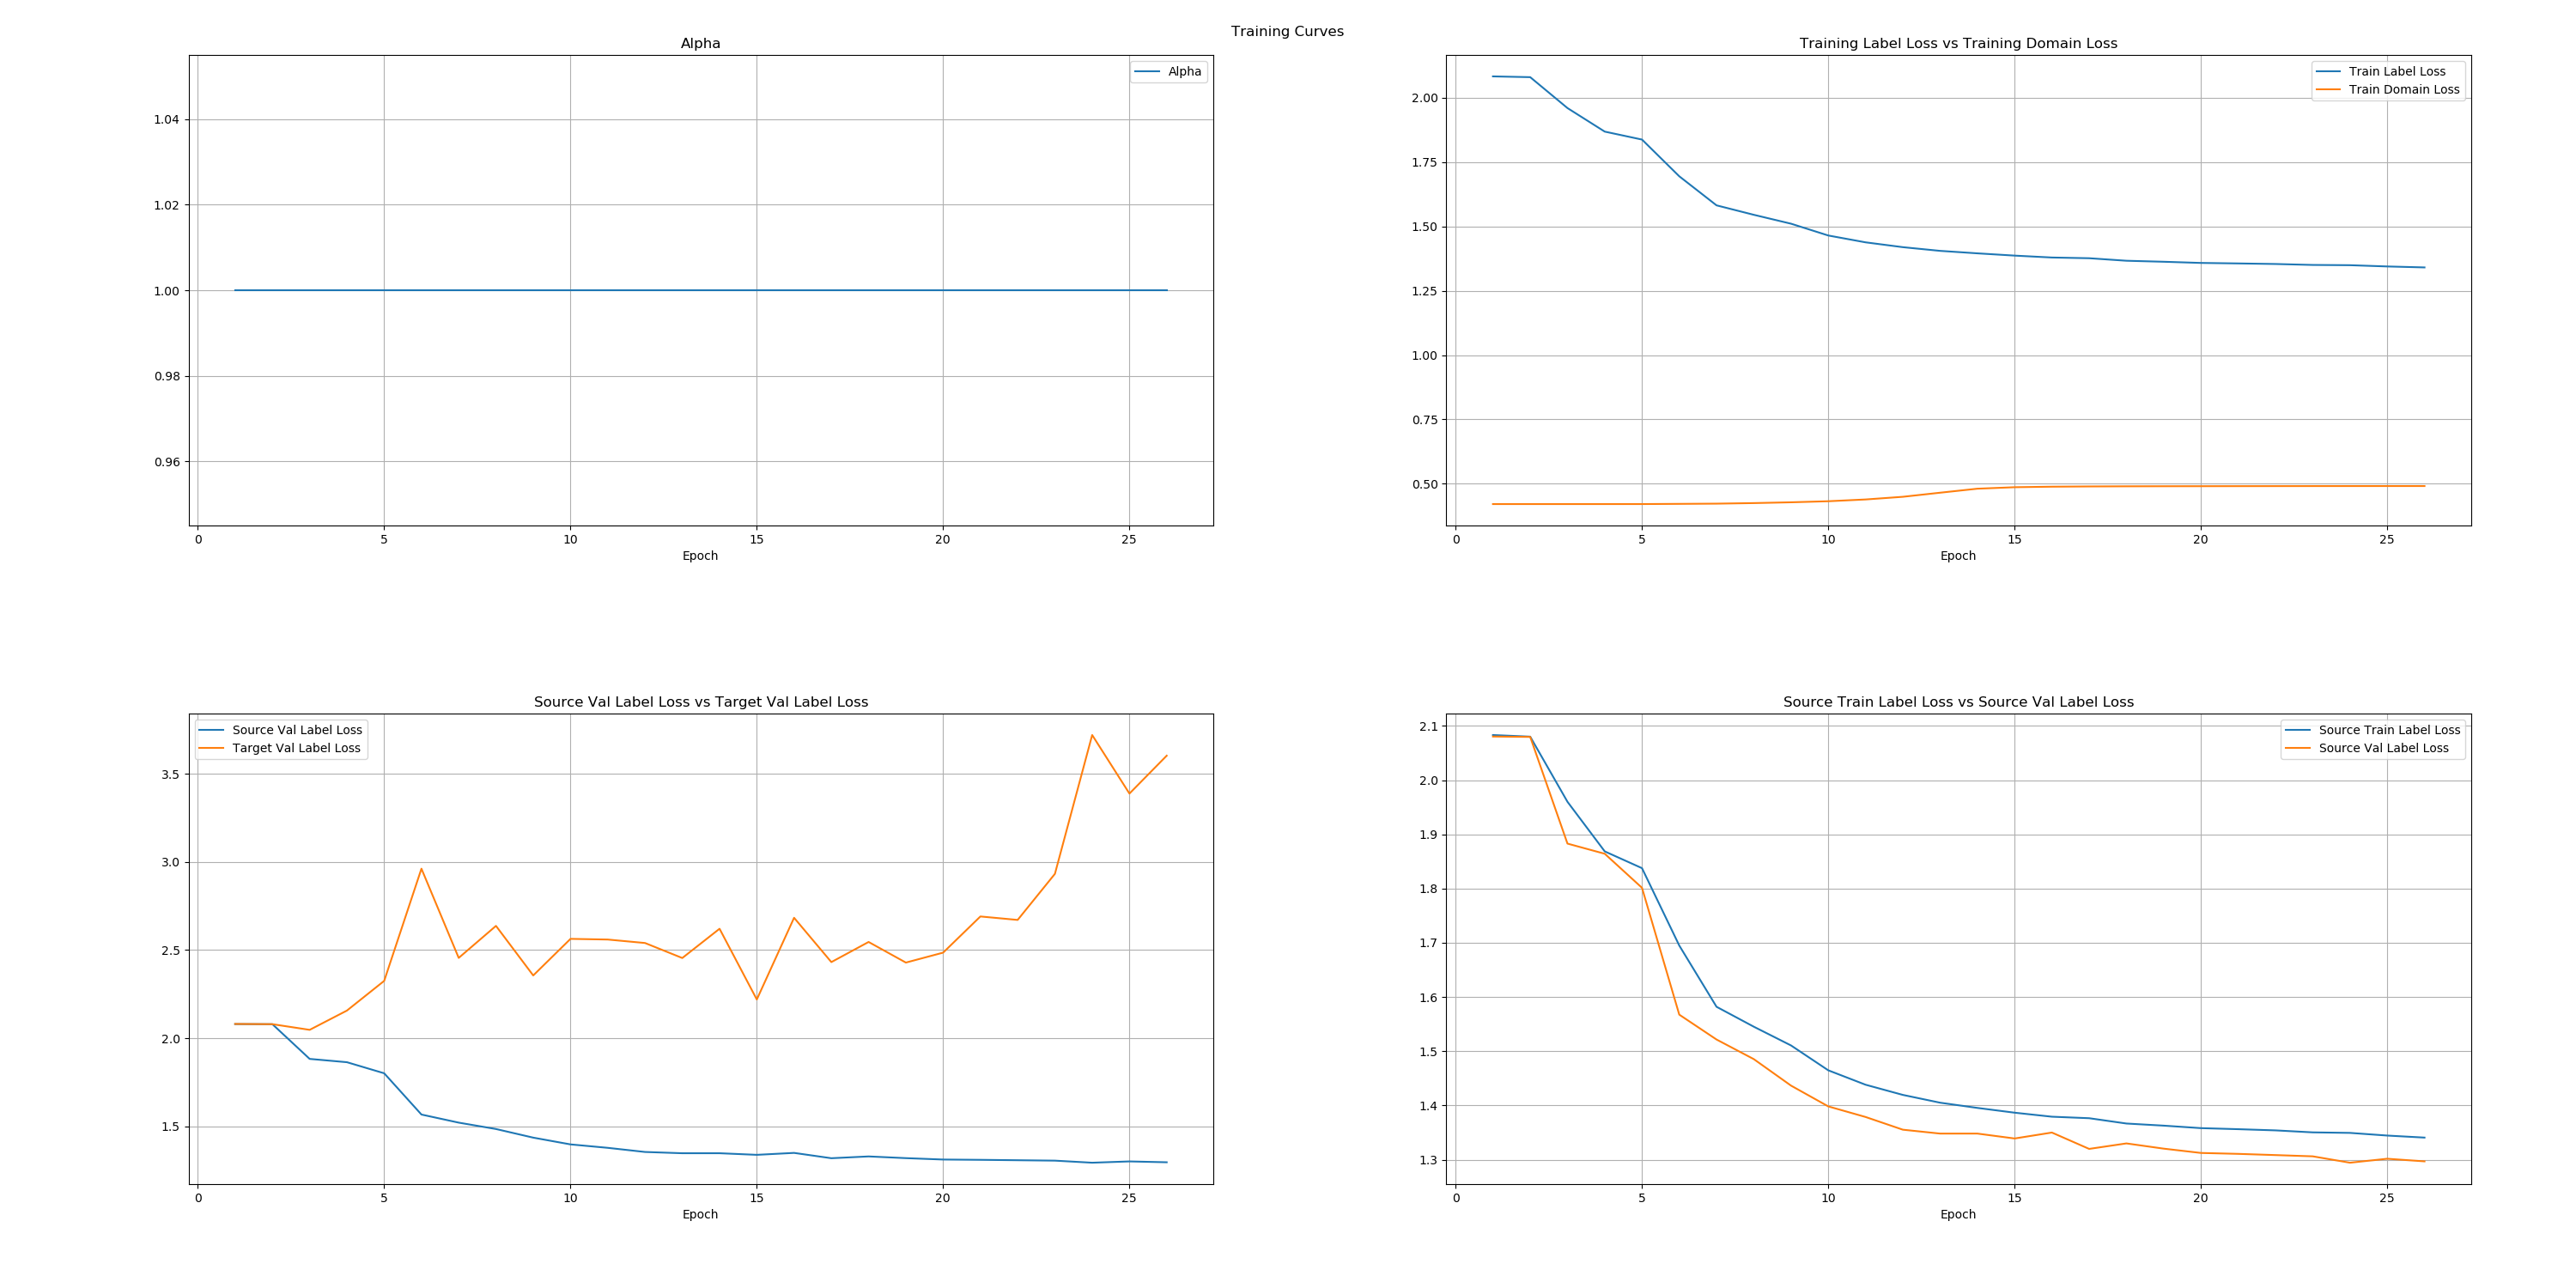 Training Curves
Alpha
Alpha
1.04
1.02
1.00
0.98
0.96
0 5 10 15 20 25
Epoch
Training Label Loss vs Training Domain Loss
Train Label Loss
Train Domain Loss
2.00
1.75
1.50
1.25
1.00
0.75
0.50
0 5 10 15 20 25
Epoch
Source Val Label Loss vs Target Val Label Loss
Source Val Label Loss
Target Val Label Loss
3.5
3.0
2.5
2.0
1.5
0 5 10 15 20 25
Epoch
Source Train Label Loss vs Source Val Label Loss
Source Train Label Loss
Source Val Label Loss
2.1
2.0
1.9
1.8
1.7
1.6
1.5
1.4
1.3
0 5 10 15 20 25
Epoch